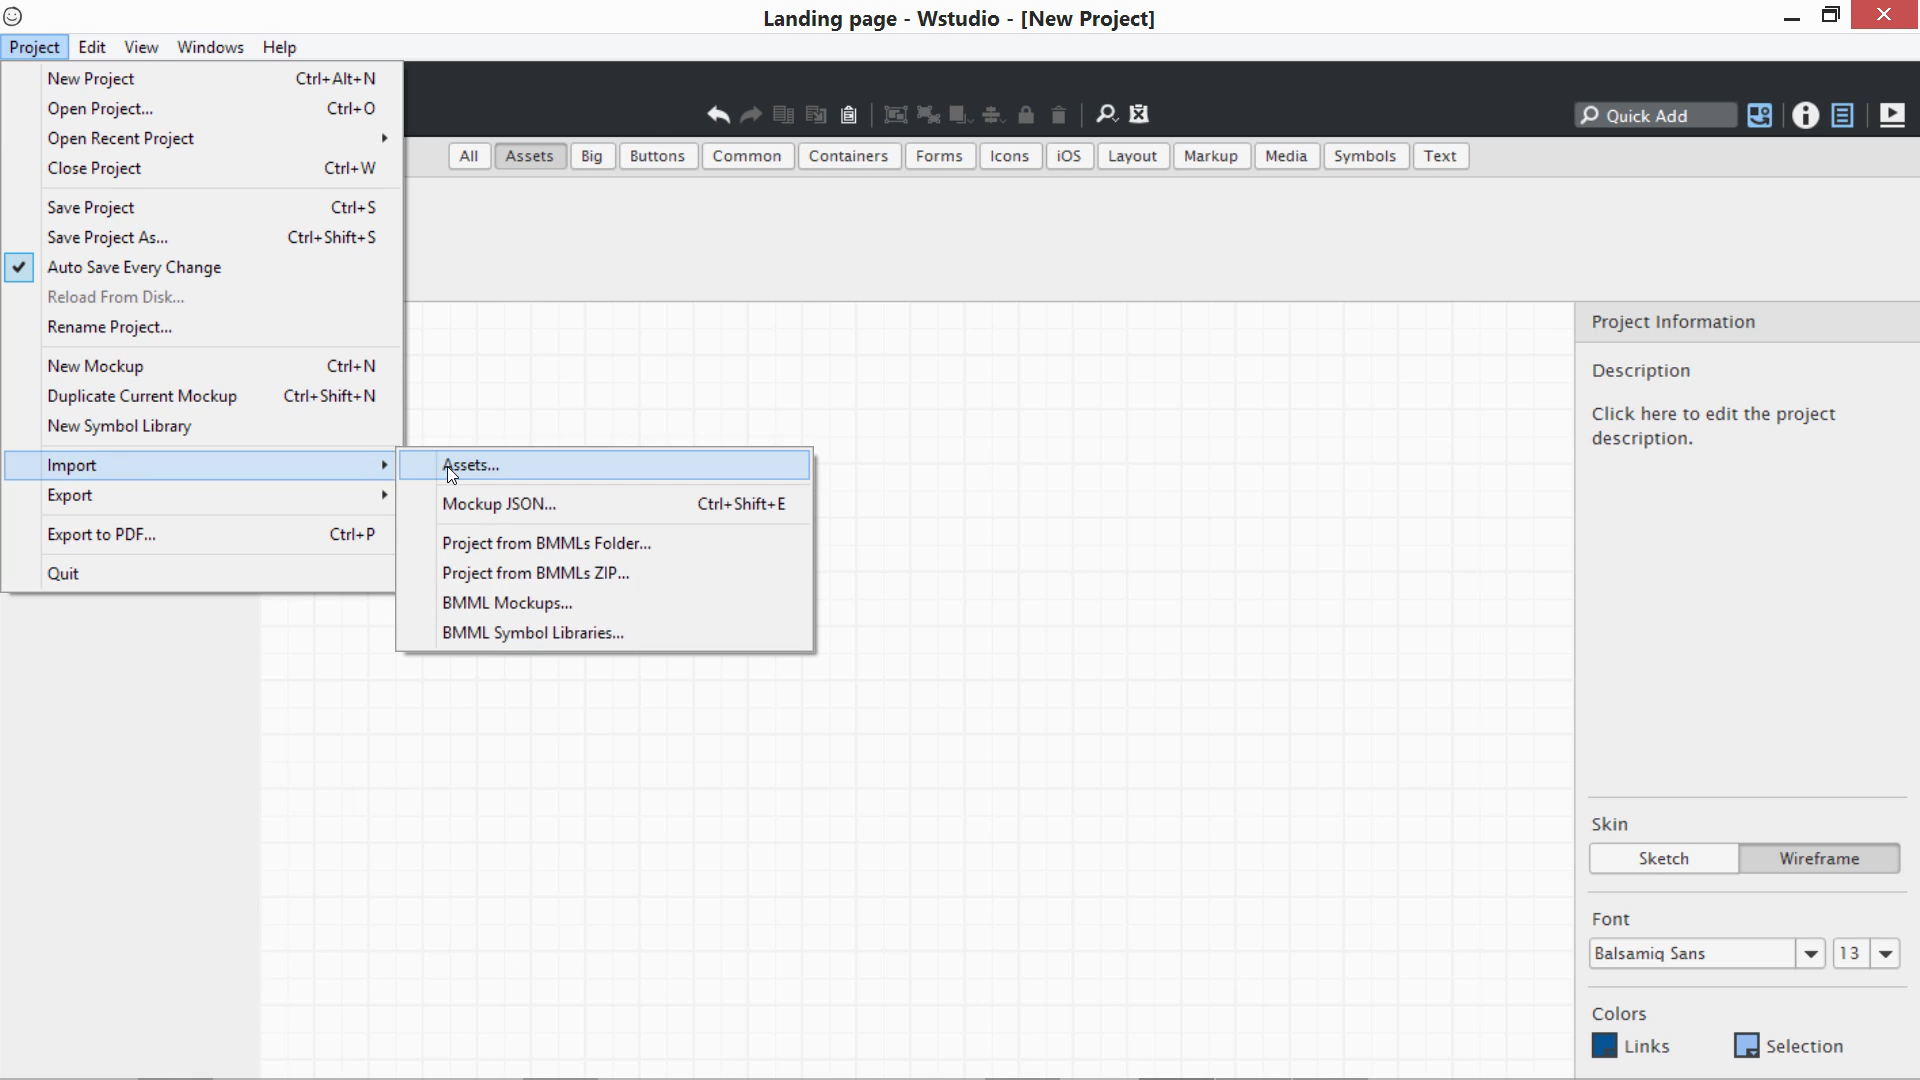 Landing page - Wstudio - [New Project]
Project Edit View Windows Help
New Project Ctrl+Alt+N
Open Project... Ctrl+O
Open Recent Project
Close Project Ctrl+W
Save Project Ctrl+S
Save Project As... Ctrl+Shift+S
Auto Save Every Change
Reload From Disk...
Rename Project...
New Mockup Ctrl+N
Duplicate Current Mockup Ctrl+Shift+N
New Symbol Library
Import
Export
Export to PDF... Ctrl+P
Quit
Assets...
Mockup JSON... Ctrl+Shift+E
Project from BMMLs Folder...
Project from BMMLs ZIP...
BMML Mockups...
BMML Symbol Libraries...
Quick Add
All Assets Big Buttons Common Containers Forms Icons iOS Layout Markup Media Symbols Text
Project Information
Description
Click here to edit the project
description.
Skin
Sketch Wireframe
Font
Balsamiq Sans 13
Colors
Links Selection